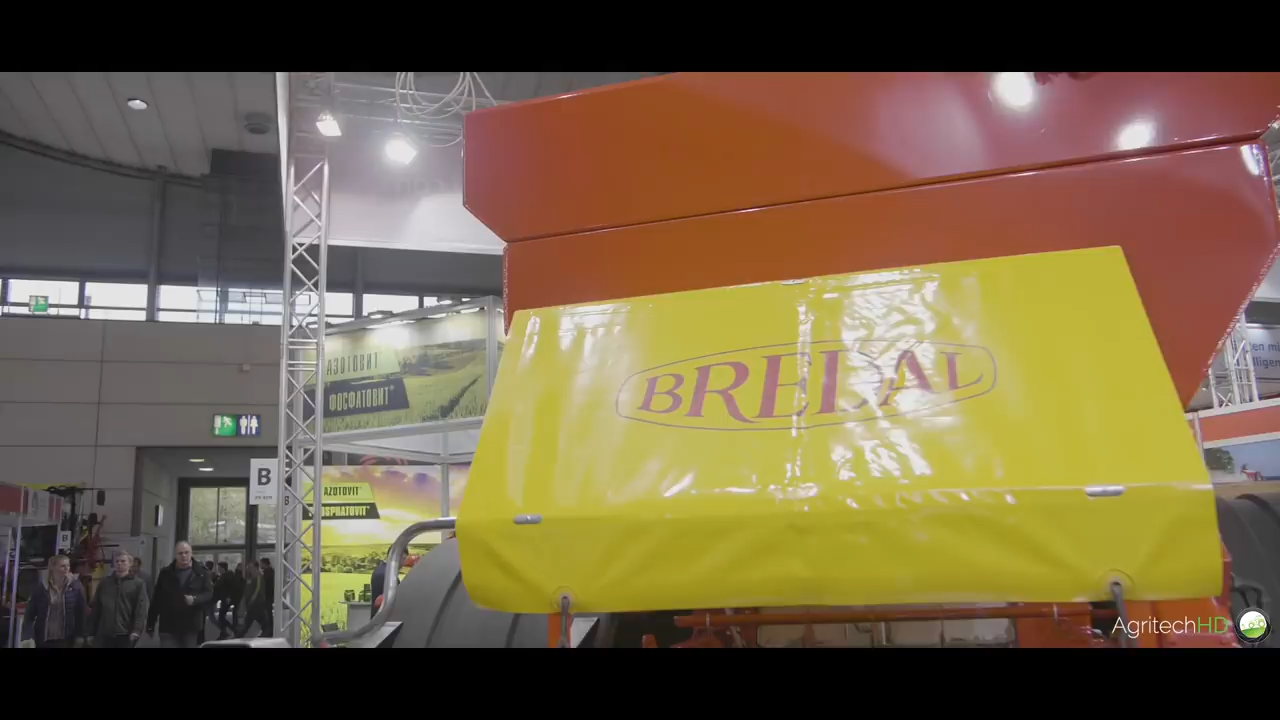 BREDAL
АЗОТОВИТ
ФОСФАТОВИТ®
B
AZOTOVIT®
B
AgritechHD